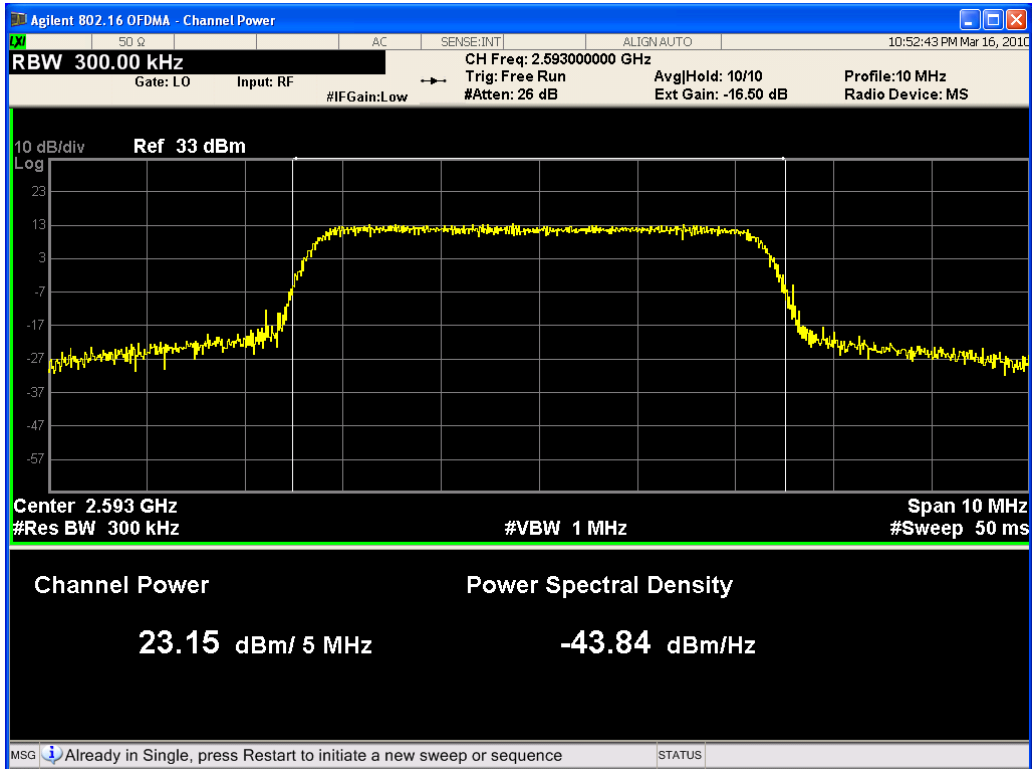 Agilent 802.16 OFDMA - Channel Power
LXI 50 Ω AC SENSE:INT ALIGNAUTO 10:52:43 PM Mar 16, 2010
RBW 300.00 kHz
Gate: LO Input: RF #IFGain:Low
CH Freq: 2.593000000 GHz
Trig: Free Run Avg|Hold: 10/10 Profile:10 MHz
#Atten: 26 dB Ext Gain: -16.50 dB Radio Device: MS
10 dB/div Ref 33 dBm
Log
23
13
3
-7
-17
-27
-37
-47
-57
Center 2.593 GHz Span 10 MHz
#Res BW 300 kHz #VBW 1 MHz #Sweep 50 ms
Channel Power Power Spectral Density
23.15 dBm/ 5 MHz -43.84 dBm/Hz
MSG Already in Single, press Restart to initiate a new sweep or sequence STATUS